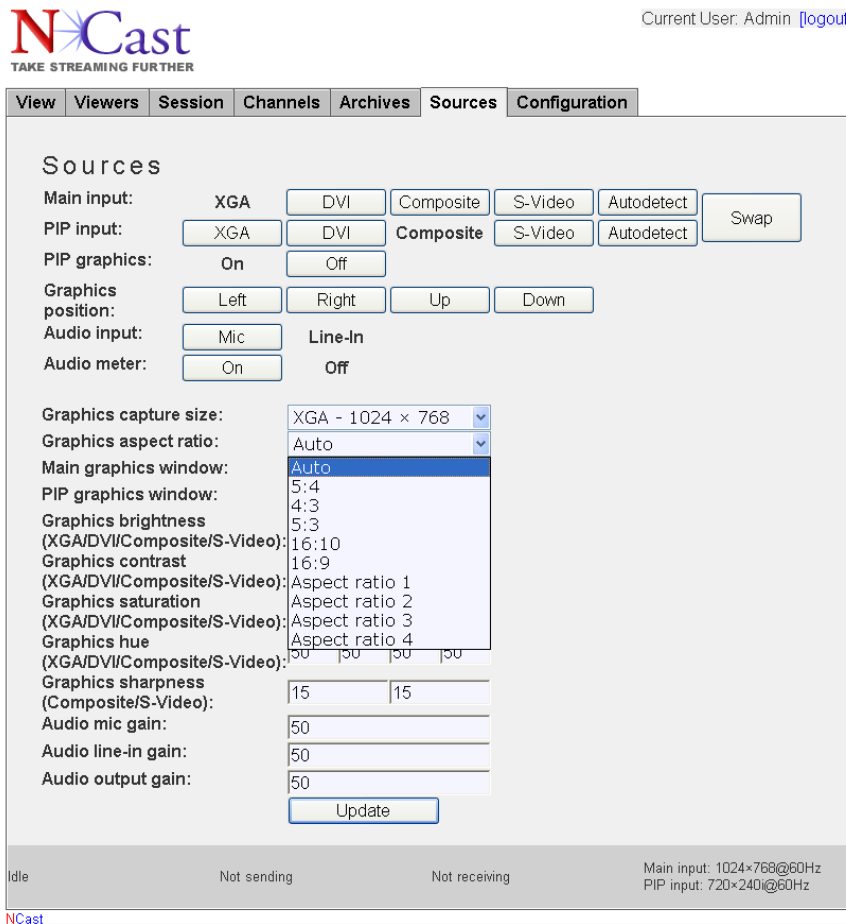 NCast
TAKE STREAMING FURTHER
Current User: Admin [logout
View Viewers Session Channels Archives Sources Configuration
Sources
Main input: XGA DVI Composite S-Video Autodetect Swap
PIP input: XGA DVI Composite S-Video Autodetect
PIP graphics: On Off
Graphics
position: Left Right Up Down
Audio input: Mic Line-In
Audio meter: On Off
Graphics capture size: XGA - 1024 × 768
Graphics aspect ratio: Auto
Main graphics window: Auto
5:4
PIP graphics window: 4:3
Graphics brightness 5:3
(XGA/DVI/Composite/S-Video): 16:10
Graphics contrast 16:9
(XGA/DVI/Composite/S-Video): Aspect ratio 1
Graphics saturation Aspect ratio 2
(XGA/DVI/Composite/S-Video): Aspect ratio 3
Graphics hue Aspect ratio 4
(XGA/DVI/Composite/S-Video): 50 50 50 50
Graphics sharpness
(Composite/S-Video): 15 15
Audio mic gain: 50
Audio line-in gain: 50
Audio output gain: 50
Update
Idle Not sending Not receiving Main input: 1024×768@60Hz
PIP input: 720×240i@60Hz
NCast